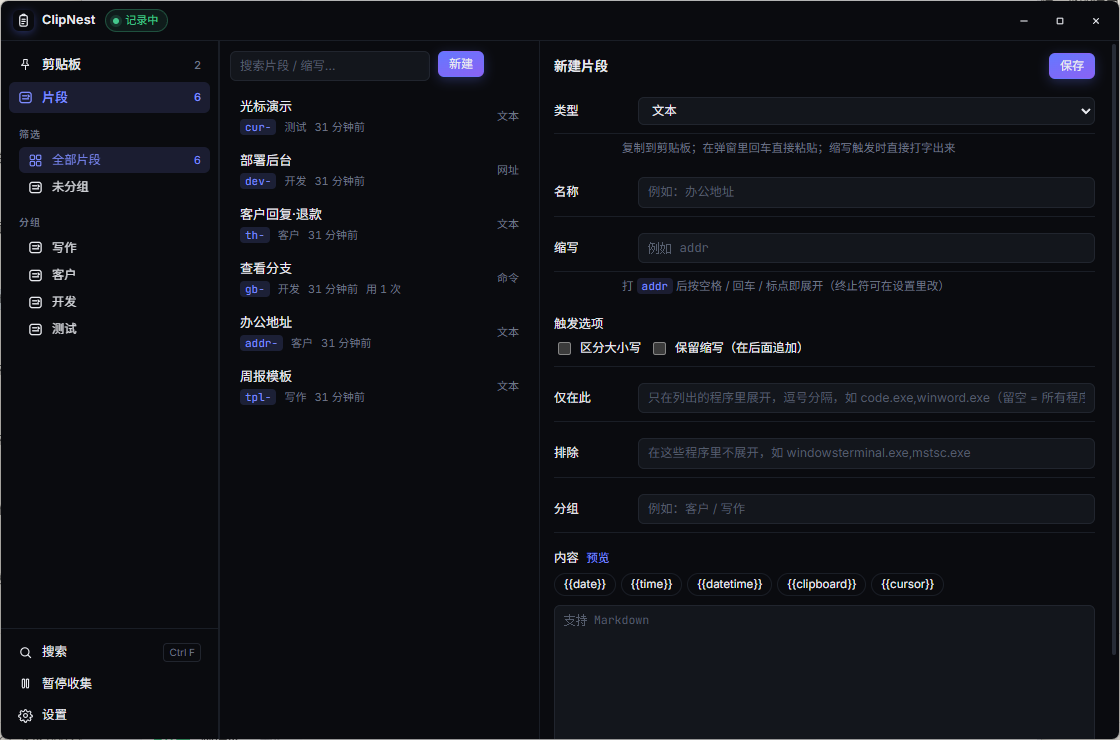 ClipNest 记录中
剪贴板 2
片段 6
筛选
全部片段 6
未分组
分组
写作
客户
开发
测试
搜索 Ctrl F
暂停收集
设置
搜索片段 / 缩写... 新建
光标演示 文本
cur- 测试 31 分钟前
部署后台 网址
dev- 开发 31 分钟前
客户回复·退款 文本
th- 客户 31 分钟前
查看分支 命令
gb- 开发 31 分钟前 用 1 次
办公地址 文本
addr- 客户 31 分钟前
周报模板 文本
tpl- 写作 31 分钟前
新建片段 保存
类型 文本
复制到剪贴板；在弹窗里回车直接粘贴；缩写触发时直接打字出来
名称 例如：办公地址
缩写 例如 addr
打 addr 后按空格 / 回车 / 标点即展开（终止符可在设置里改）
触发选项
区分大小写 保留缩写（在后面追加）
仅在此 只在列出的程序里展开，逗号分隔，如 code.exe,winword.exe（留空 = 所有程序
排除 在这些程序里不展开，如 windowsterminal.exe,mstsc.exe
分组 例如：客户 / 写作
内容 预览
{{date}} {{time}} {{datetime}} {{clipboard}} {{cursor}}
支持 Markdown